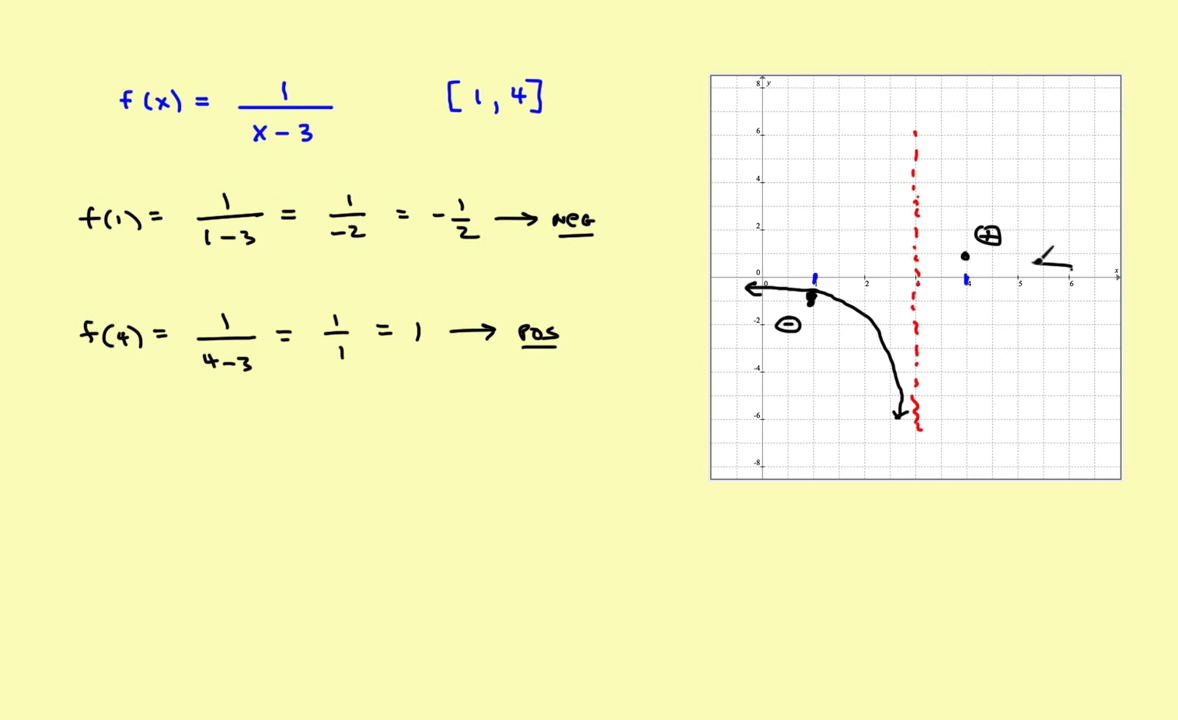 f(x) = 1/(x-3) [1, 4]
f(1) = 1/(1-3) = 1/-2 = -1/2 → NEG
f(4) = 1/(4-3) = 1/1 = 1 → POS
8 y
6
4
2
+
0 0 2 4 5 6 x
-
-2
-4
-6
-8